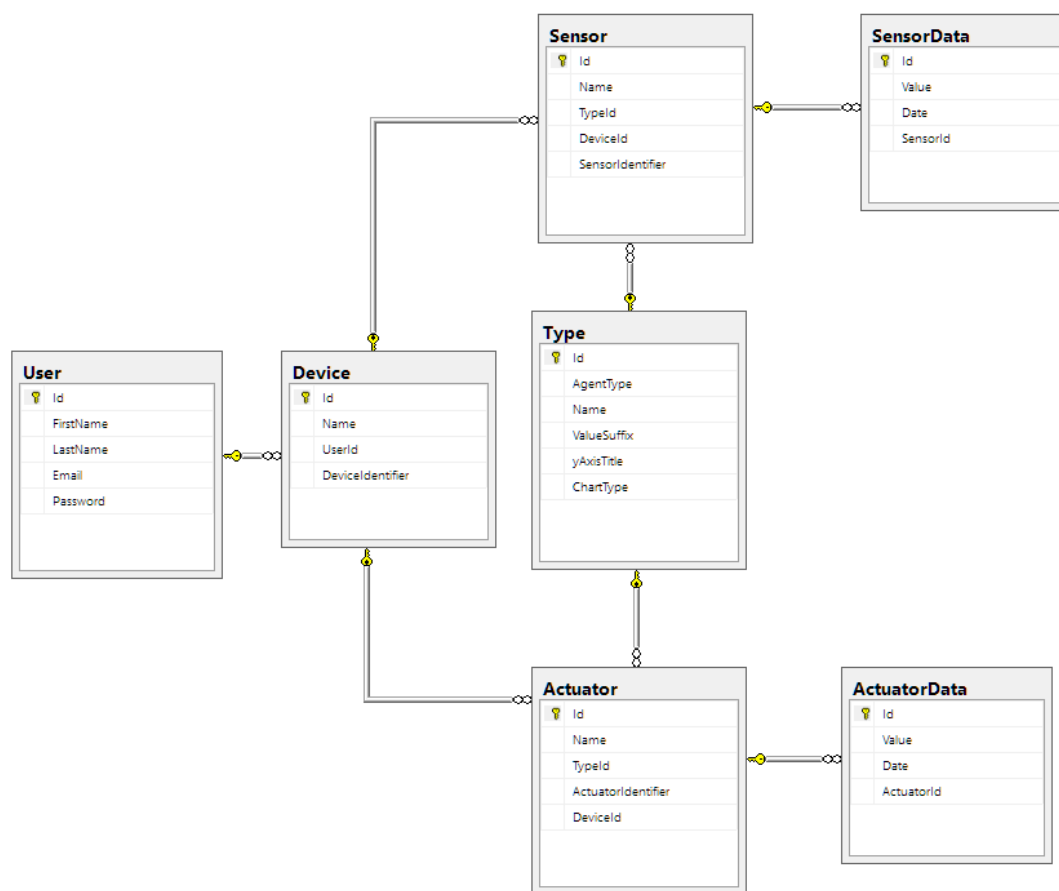 Sensor
Id
Name
TypeId
DeviceId
SensorIdentifier
SensorData
Id
Value
Date
SensorId
User
Id
FirstName
LastName
Email
Password
Device
Id
Name
UserId
DeviceIdentifier
Type
Id
AgentType
Name
ValueSuffix
yAxisTitle
ChartType
Actuator
Id
Name
TypeId
ActuatorIdentifier
DeviceId
ActuatorData
Id
Value
Date
ActuatorId